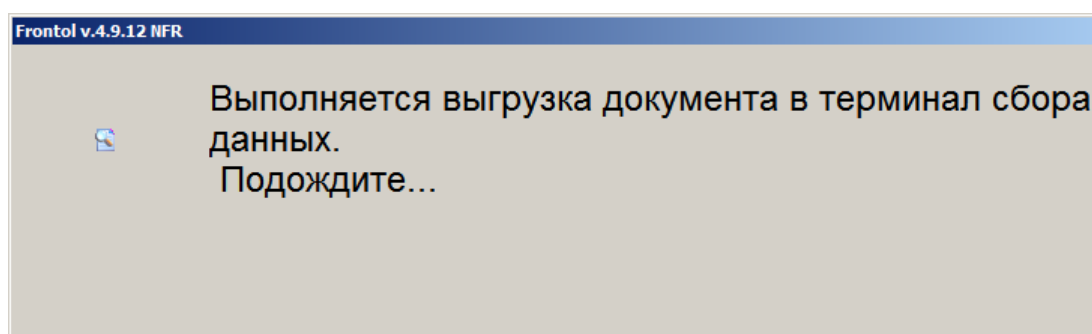 Frontol v.4.9.12 NFR
Выполняется выгрузка документа в терминал сбора
данных.
Подождите...